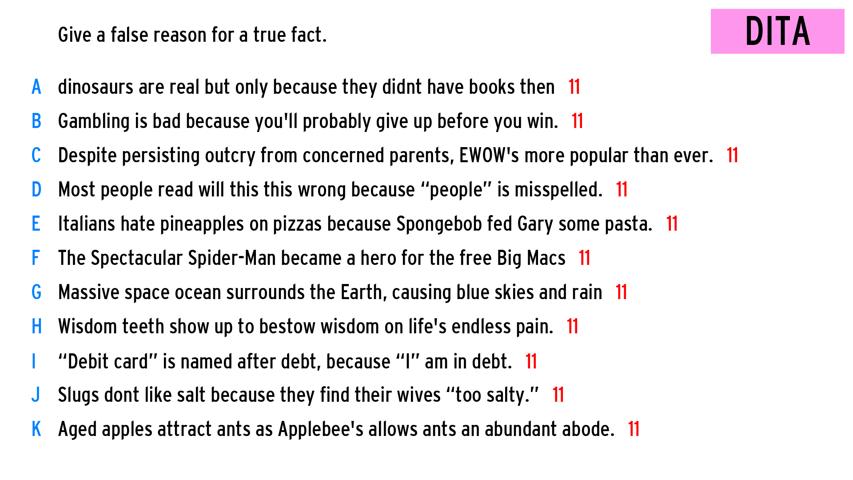 Give a false reason for a true fact.
DITA
A dinosaurs are real but only because they didnt have books then 11
B Gambling is bad because you'll probably give up before you win. 11
C Despite persisting outcry from concerned parents, EWOW's more popular than ever. 11
D Most people read will this this wrong because “people” is misspelled. 11
E Italians hate pineapples on pizzas because Spongebob fed Gary some pasta. 11
F The Spectacular Spider-Man became a hero for the free Big Macs 11
G Massive space ocean surrounds the Earth, causing blue skies and rain 11
H Wisdom teeth show up to bestow wisdom on life's endless pain. 11
I “Debit card” is named after debt, because “I” am in debt. 11
J Slugs dont like salt because they find their wives “too salty.” 11
K Aged apples attract ants as Applebee's allows ants an abundant abode. 11